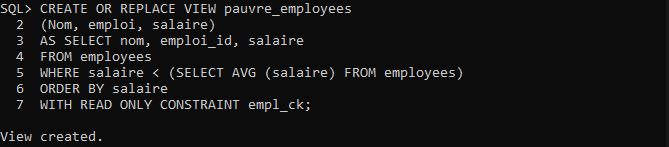 SQL> CREATE OR REPLACE VIEW pauvre_employees
  2  (Nom, emploi, salaire)
  3  AS SELECT nom, emploi_id, salaire
  4  FROM employees
  5  WHERE salaire < (SELECT AVG (salaire) FROM employees)
  6  ORDER BY salaire
  7  WITH READ ONLY CONSTRAINT empl_ck;
View created.